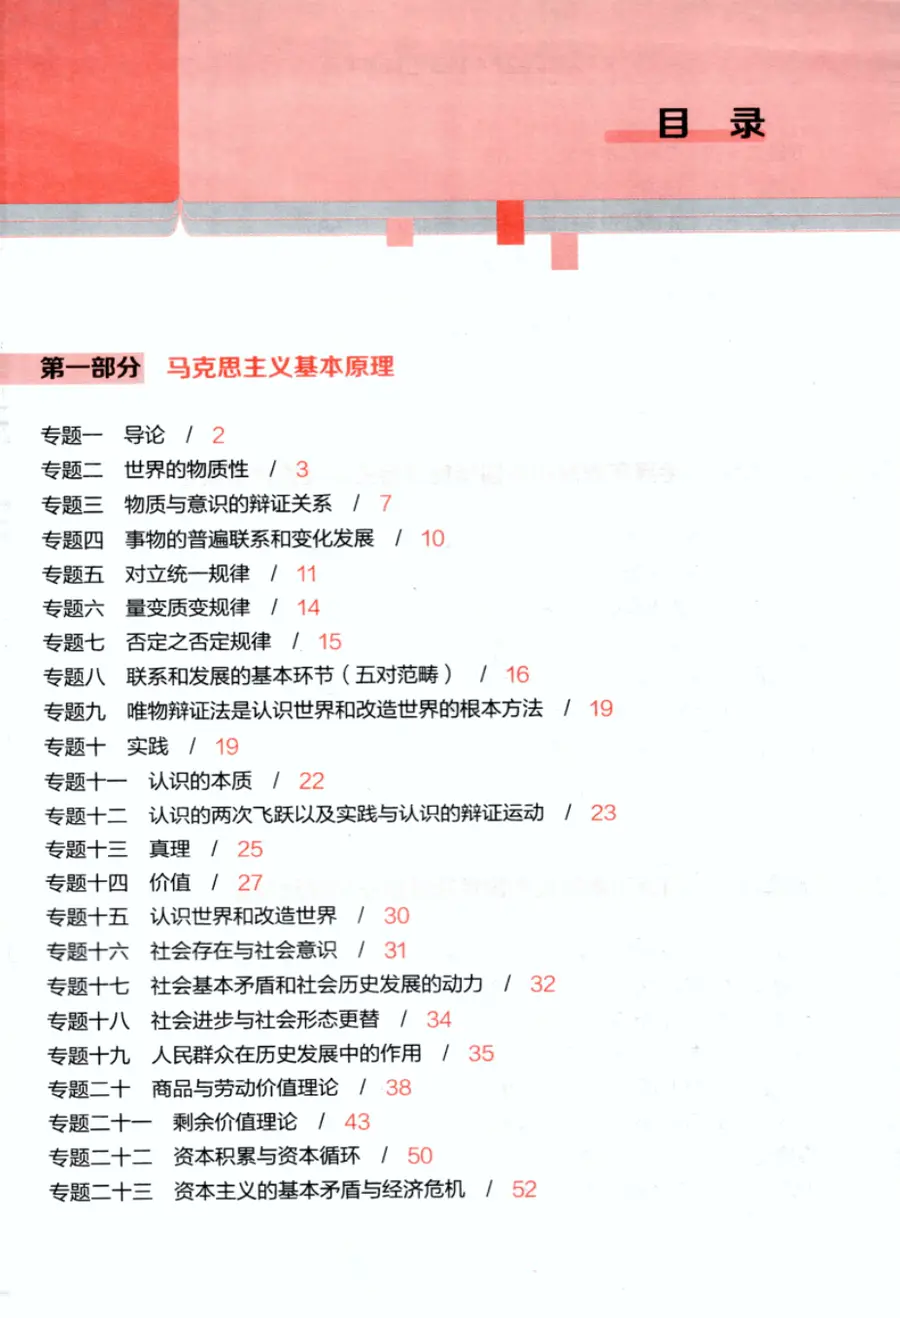 目 录
第一部分 马克思主义基本原理
专题一 导论 / 2
专题二 世界的物质性 / 3
专题三 物质与意识的辩证关系 / 7
专题四 事物的普遍联系和变化发展 / 10
专题五 对立统一规律 / 11
专题六 量变质变规律 / 14
专题七 否定之否定规律 / 15
专题八 联系和发展的基本环节（五对范畴） / 16
专题九 唯物辩证法是认识世界和改造世界的根本方法 / 19
专题十 实践 / 19
专题十一 认识的本质 / 22
专题十二 认识的两次飞跃以及实践与认识的辩证运动 / 23
专题十三 真理 / 25
专题十四 价值 / 27
专题十五 认识世界和改造世界 / 30
专题十六 社会存在与社会意识 / 31
专题十七 社会基本矛盾和社会历史发展的动力 / 32
专题十八 社会进步与社会形态更替 / 34
专题十九 人民群众在历史发展中的作用 / 35
专题二十 商品与劳动价值理论 / 38
专题二十一 剩余价值理论 / 43
专题二十二 资本积累与资本循环 / 50
专题二十三 资本主义的基本矛盾与经济危机 / 52